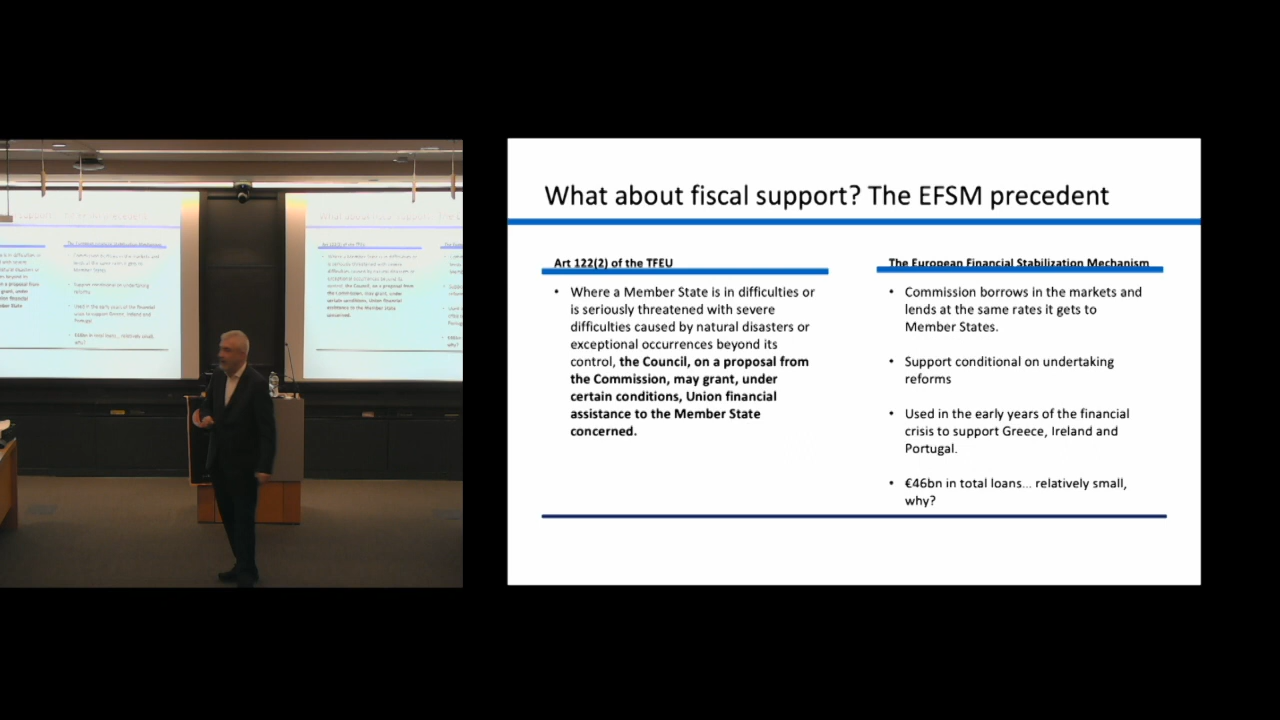 What about fiscal support? The EFSM precedent
Art 122(2) of the TFEU
• Where a Member State is in difficulties or
is seriously threatened with severe
difficulties caused by natural disasters or
exceptional occurrences beyond its
control, the Council, on a proposal from
the Commission, may grant, under
certain conditions, Union financial
assistance to the Member State
concerned.
The European Financial Stabilization Mechanism
• Commission borrows in the markets and
lends at the same rates it gets to
Member States.
• Support conditional on undertaking
reforms
• Used in the early years of the financial
crisis to support Greece, Ireland and
Portugal.
• €46bn in total loans... relatively small,
why?